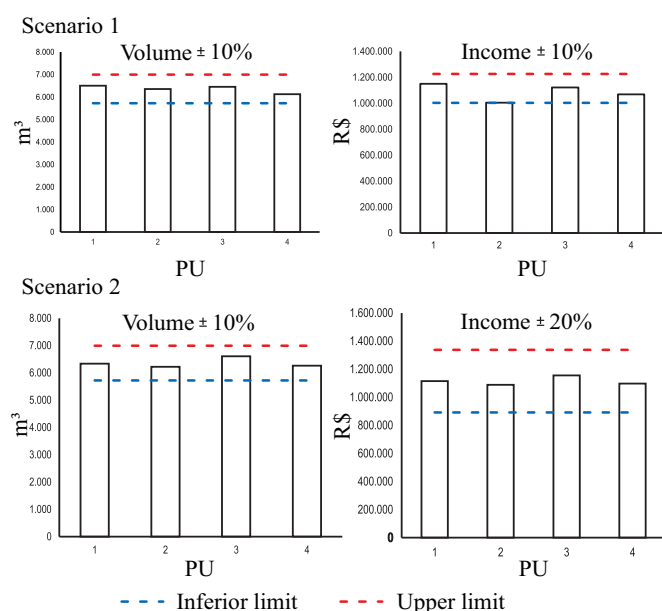 Scenario 1
Volume ± 10%
8.000
7.000
6.000
5.000
4.000
3.000
2.000
1.000
0
m³
1 2 3 4
PU
Income ± 10%
1.400.000
1.200.000
1.000.000
800.000
600.000
400.000
200.000
0
R$
1 2 3 4
PU
Scenario 2
Volume ± 10%
8.000
7.000
6.000
5.000
4.000
3.000
2.000
1.000
0
m³
1 2 3 4
PU
Income ± 20%
1.600.000
1.400.000
1.200.000
1.000.000
800.000
600.000
400.000
200.000
0
R$
1 2 3 4
PU
Inferior limit Upper limit